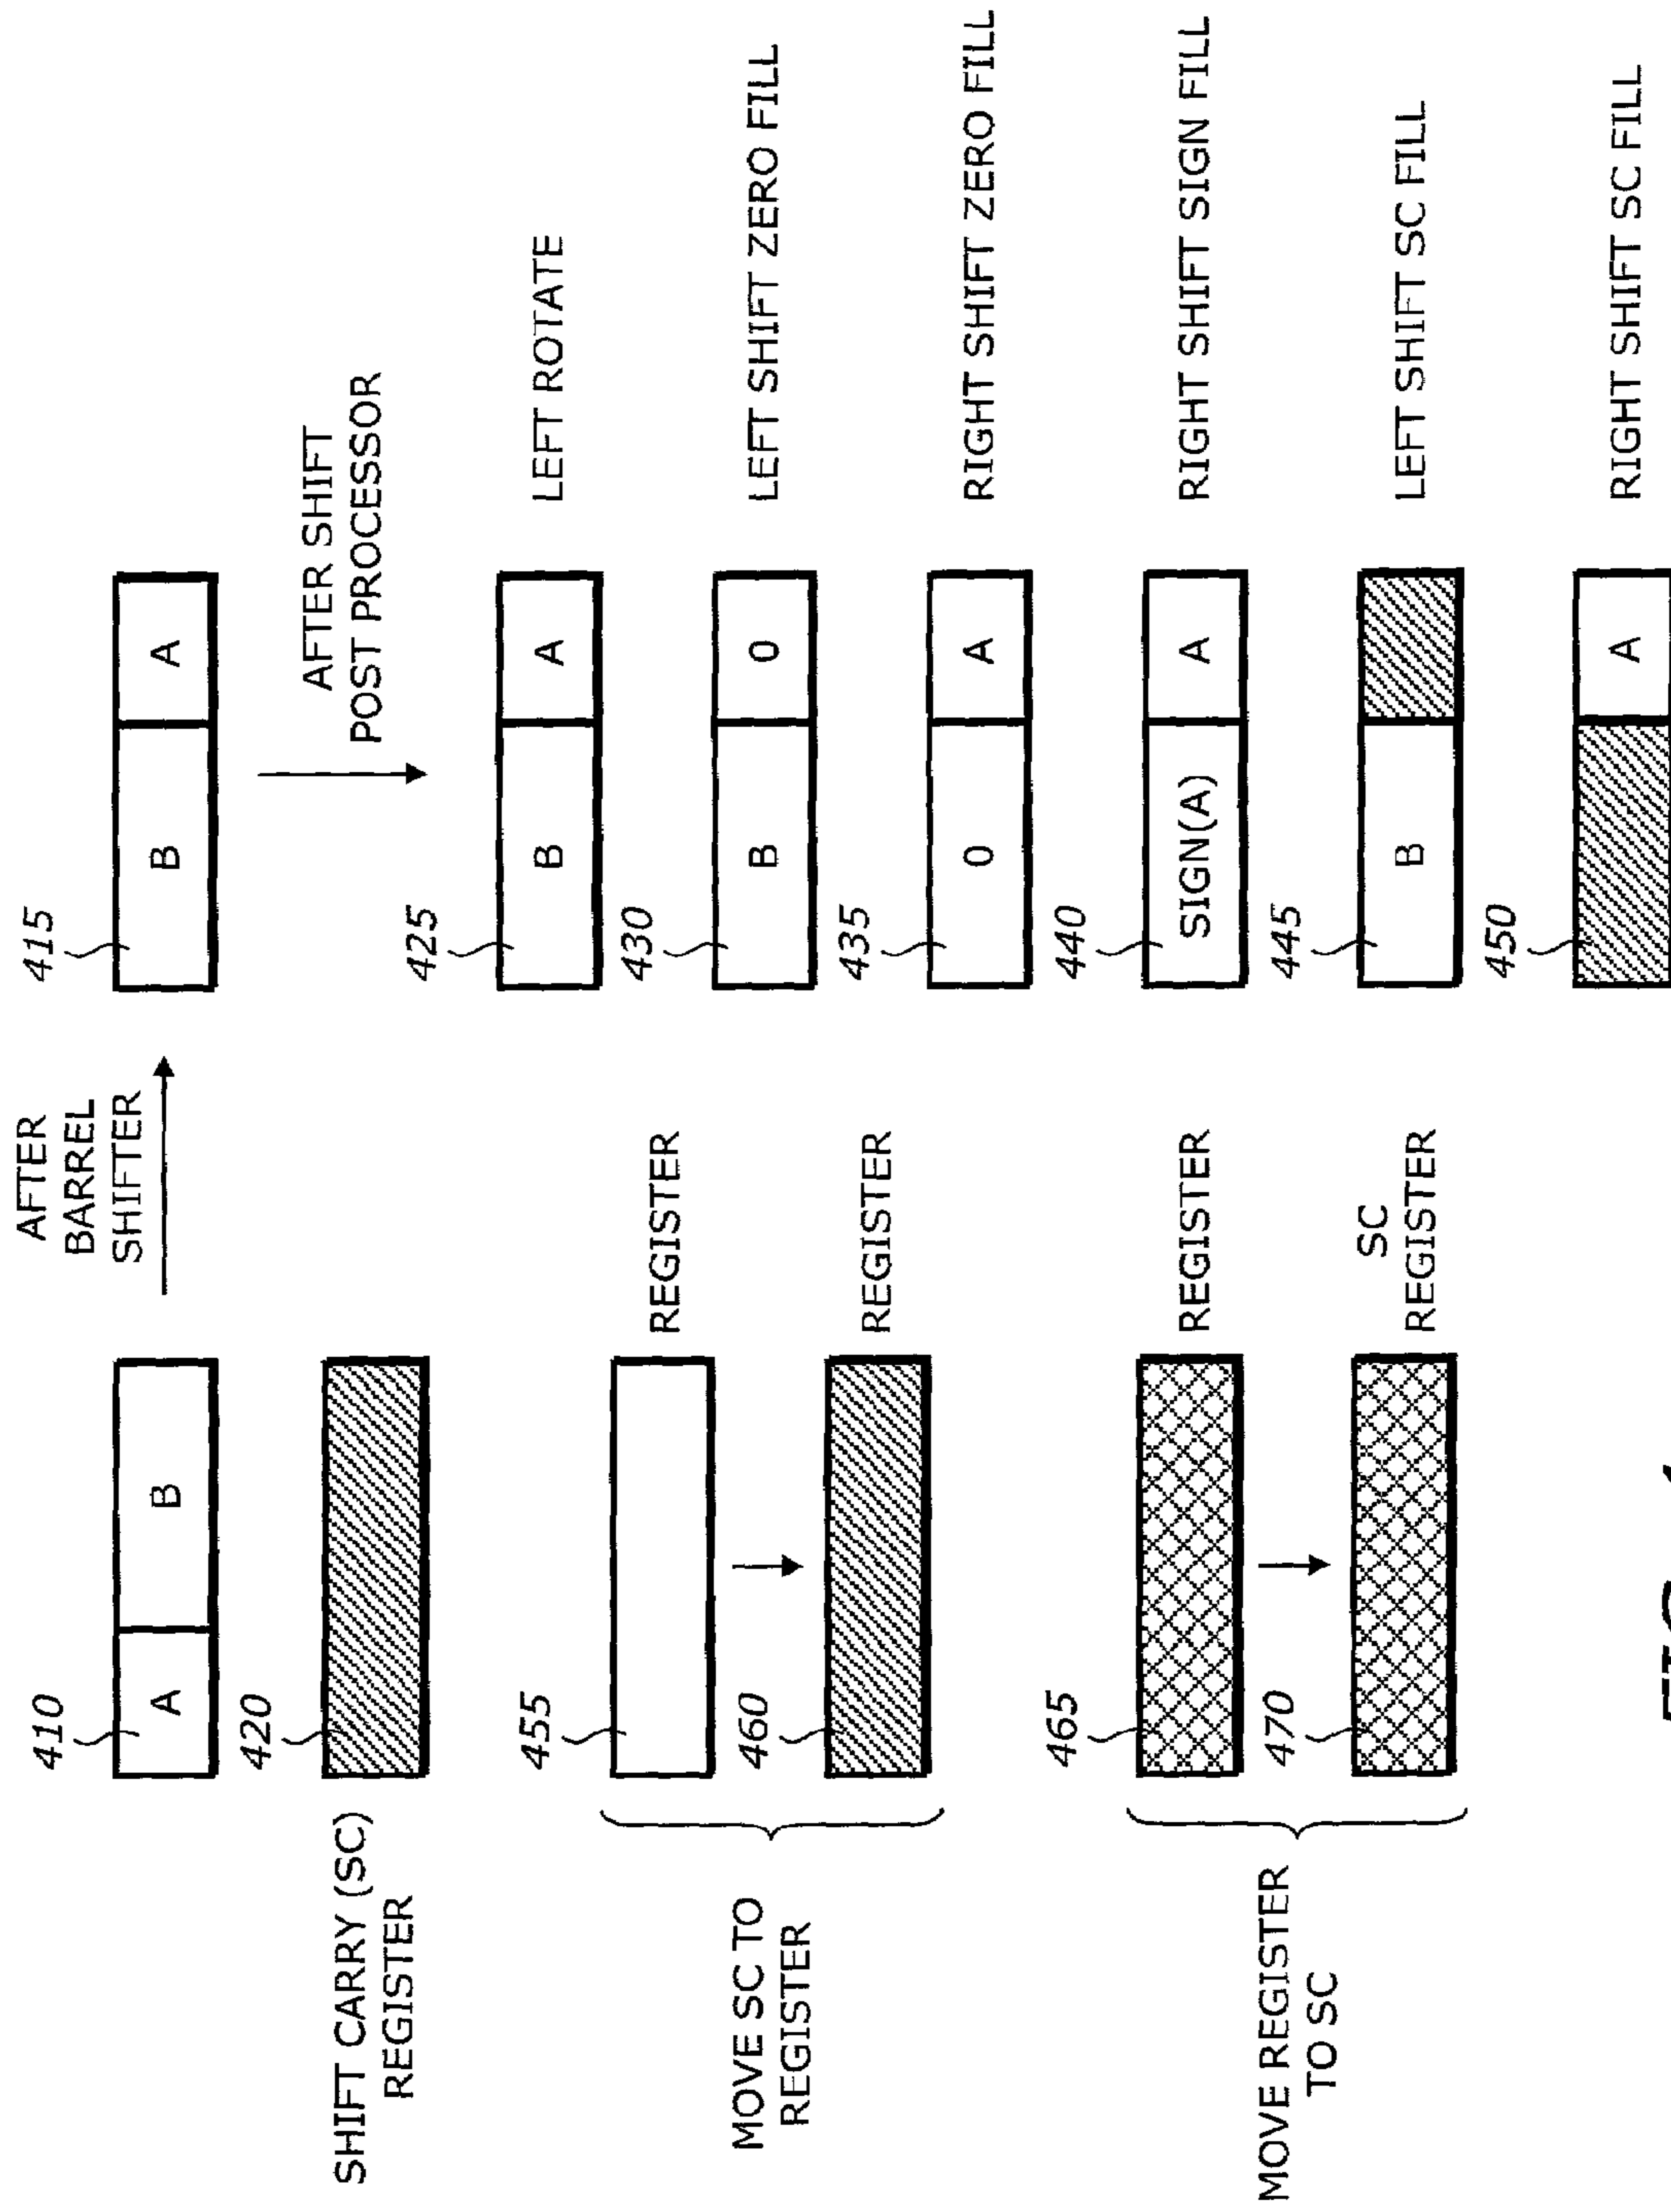 AFTER
BARREL
SHIFTER
410
A
B
415
B
A
SHIFT CARRY (SC)
REGISTER
420
AFTER SHIFT
POST PROCESSOR
425
B
A
LEFT ROTATE
430
B
0
LEFT SHIFT ZERO FILL
435
0
A
RIGHT SHIFT ZERO FILL
440
SIGN(A)
A
RIGHT SHIFT SIGN FILL
445
B
LEFT SHIFT SC FILL
450
A
RIGHT SHIFT SC FILL
MOVE SC TO
REGISTER
455
REGISTER
460
REGISTER
MOVE REGISTER
TO SC
465
REGISTER
470
SC
REGISTER